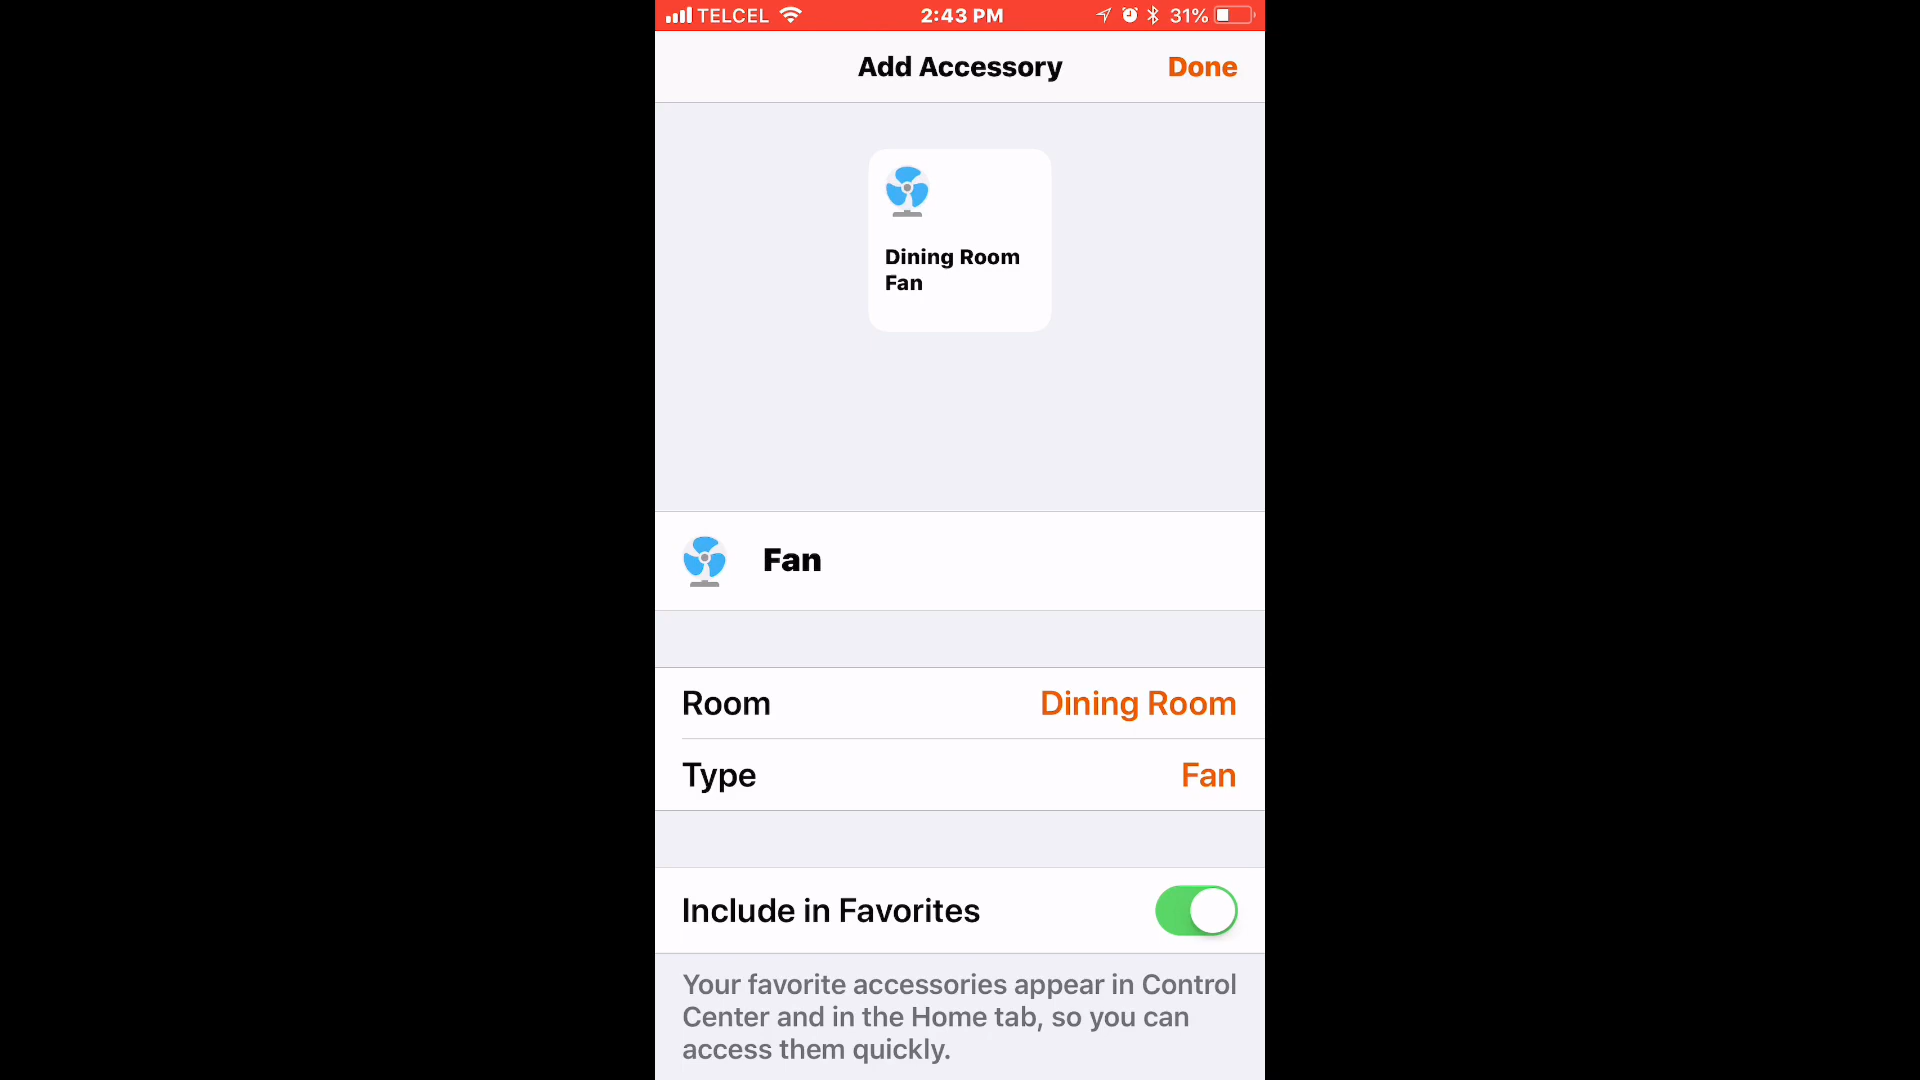 TELCEL 2:43 PM 31%
Add Accessory Done
Dining Room
Fan
Fan
Room Dining Room
Type Fan
Include in Favorites
Your favorite accessories appear in Control
Center and in the Home tab, so you can
access them quickly.